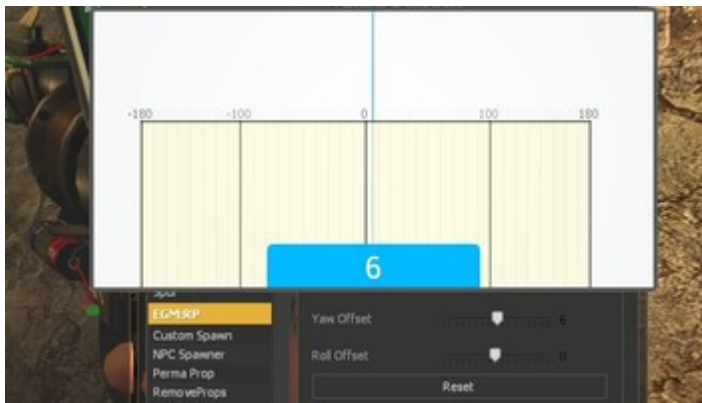 -180 -100 0 100 180
6
EGM:RP
Yaw Offset 6
Custom Spawn
NPC Spawner
Roll Offset 0
Perma Prop
RemoveProps
Reset